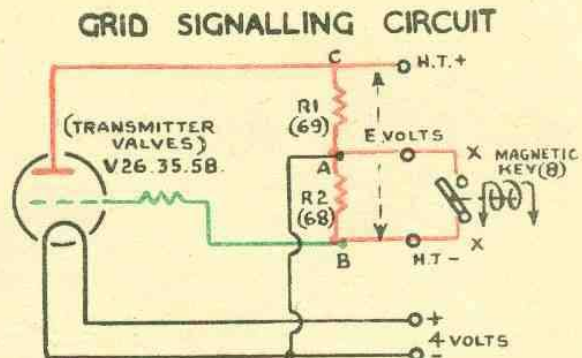 GRID SIGNALLING CIRCUIT
C
H.T.+
R1
(69)
(TRANSMITTER
VALVES)
V26.35.58.
E VOLTS
A
X
MAGNETIC
KEY(8)
R2
(68)
B
X
H.T-
+
4 VOLTS
-